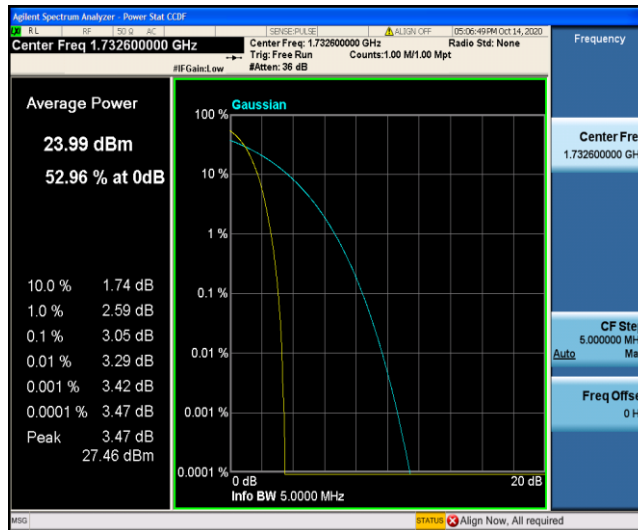 Agilent Spectrum Analyzer - Power Stat CCDF
RL RF 50 Ω AC SENSE:PULSE ALIGN OFF 05:06:49PM Oct 14, 2020
Center Freq 1.732600000 GHz
Center Freq: 1.732600000 GHz Radio Std: None
Trig: Free Run Counts:1.00 M/1.00 Mpt
#IFGain:Low #Atten: 36 dB
Frequency
Average Power
23.99 dBm
52.96 % at 0dB
10.0 % 1.74 dB
1.0 % 2.59 dB
0.1 % 3.05 dB
0.01 % 3.29 dB
0.001 % 3.42 dB
0.0001 % 3.47 dB
Peak 3.47 dB
27.46 dBm
Gaussian
100 %
10 %
1 %
0.1 %
0.01 %
0.001 %
0.0001 %
0 dB 20 dB
Info BW 5.0000 MHz
Center Fre
1.732600000 GH
CF Ste
5.000000 MH
Auto Ma
Freq Offse
0 H
MSG STATUS Align Now, All required